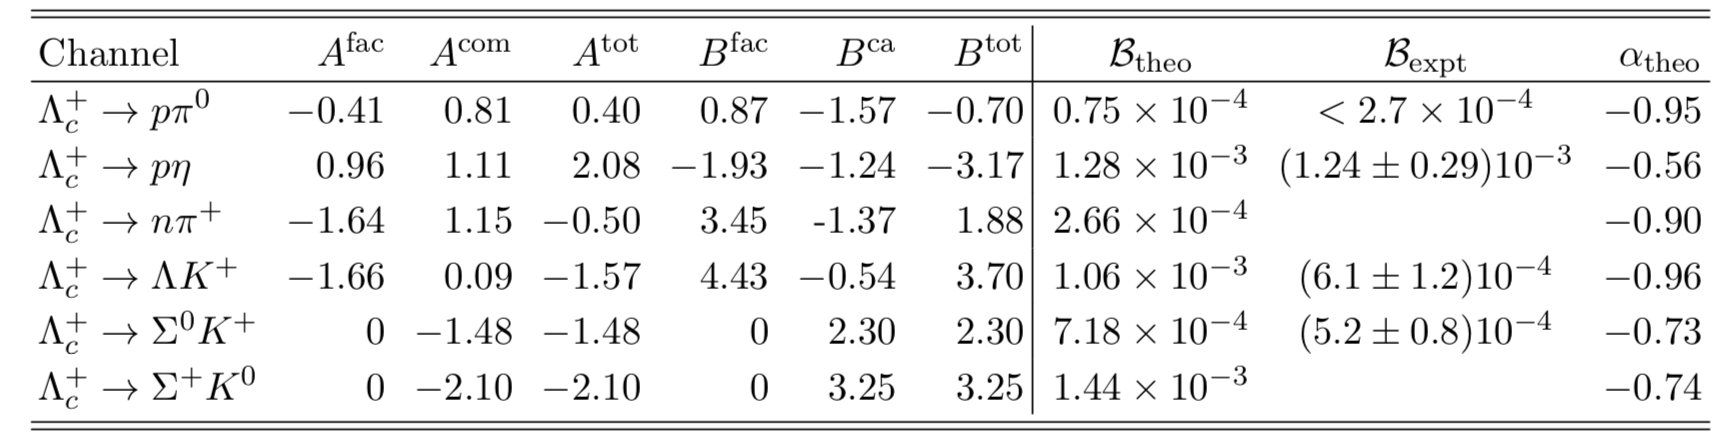 Channel A^fac A^com A^tot B^fac B^ca B^tot ℬ_theo ℬ_expt α_theo
Λ_c^+ → pπ^0 −0.41 0.81 0.40 0.87 −1.57 −0.70 0.75 × 10^−4 < 2.7 × 10^−4 −0.95
Λ_c^+ → pη 0.96 1.11 2.08 −1.93 −1.24 −3.17 1.28 × 10^−3 (1.24 ± 0.29)10^−3 −0.56
Λ_c^+ → nπ^+ −1.64 1.15 −0.50 3.45 -1.37 1.88 2.66 × 10^−4 −0.90
Λ_c^+ → ΛK^+ −1.66 0.09 −1.57 4.43 −0.54 3.70 1.06 × 10^−3 (6.1 ± 1.2)10^−4 −0.96
Λ_c^+ → Σ^0K^+ 0 −1.48 −1.48 0 2.30 2.30 7.18 × 10^−4 (5.2 ± 0.8)10^−4 −0.73
Λ_c^+ → Σ^+K^0 0 −2.10 −2.10 0 3.25 3.25 1.44 × 10^−3 −0.74